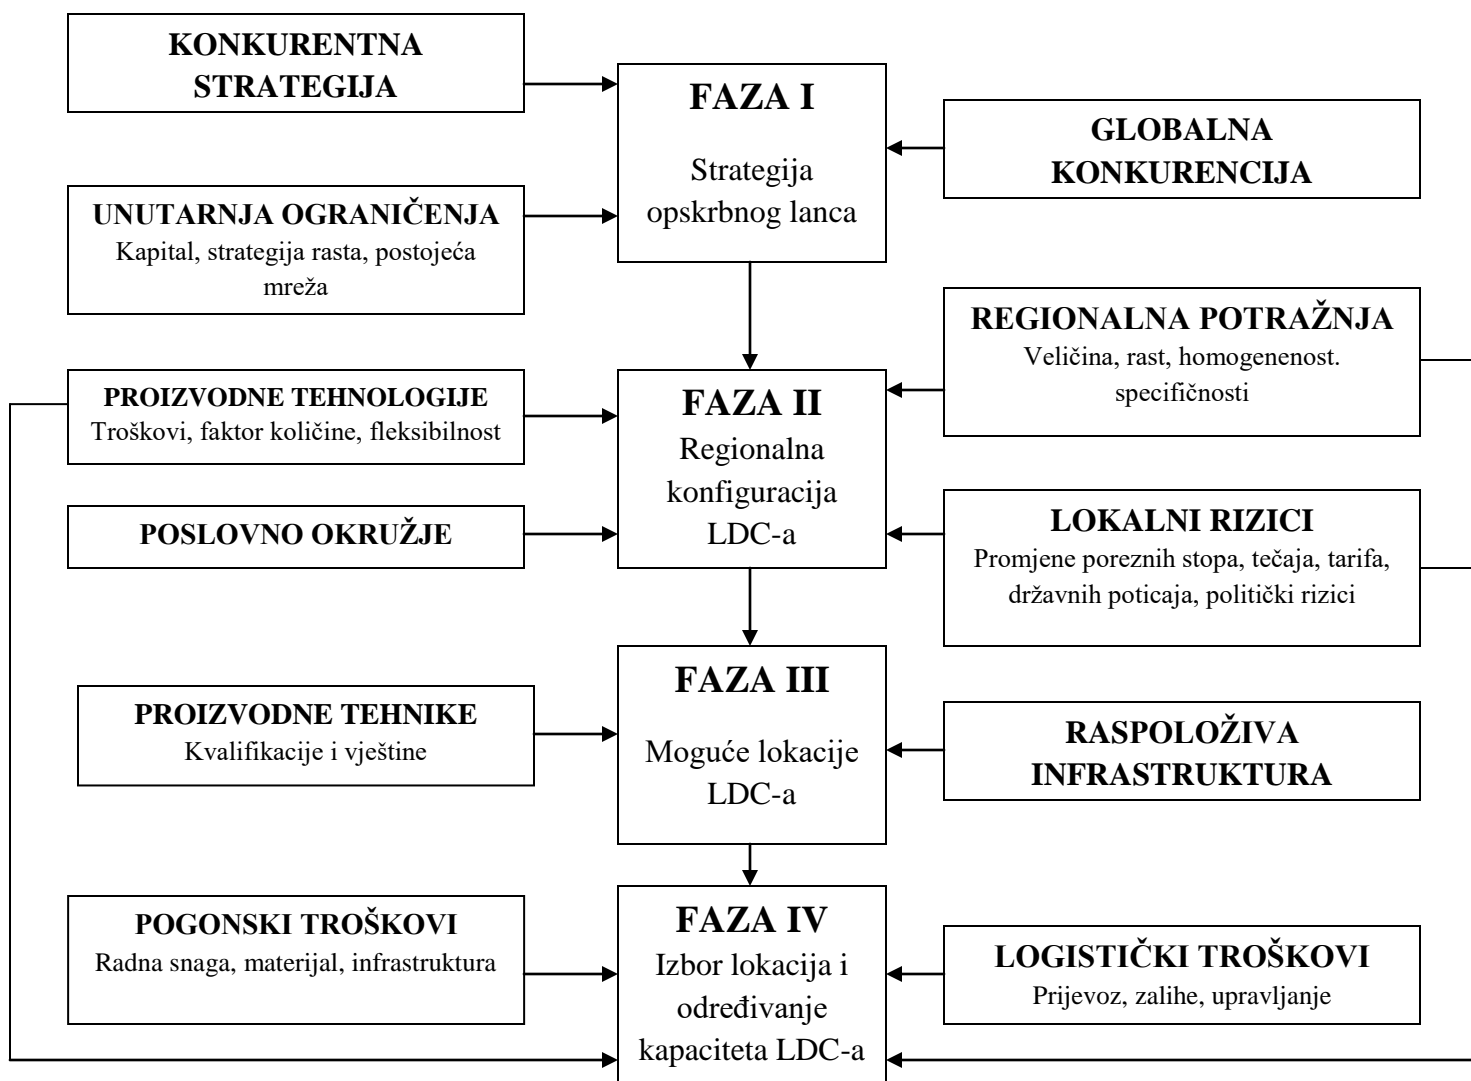 KONKURENTNA
STRATEGIJA
FAZA I
Strategija
opskrbnog lanca
GLOBALNA
KONKURENCIJA
UNUTARNJA OGRANIČENJA
Kapital, strategija rasta, postojeća
mreža
REGIONALNA POTRAŽNJA
Veličina, rast, homogenenost.
specifičnosti
PROIZVODNE TEHNOLOGIJE
Troškovi, faktor količine, fleksibilnost
FAZA II
Regionalna
konfiguracija
LDC-a
POSLOVNO OKRUŽJE
LOKALNI RIZICI
Promjene poreznih stopa, tečaja, tarifa,
državnih poticaja, politički rizici
FAZA III
Moguće lokacije
LDC-a
PROIZVODNE TEHNIKE
Kvalifikacije i vještine
RASPOLOŽIVA
INFRASTRUKTURA
POGONSKI TROŠKOVI
Radna snaga, materijal, infrastruktura
FAZA IV
Izbor lokacija i
određivanje
kapaciteta LDC-a
LOGISTIČKI TROŠKOVI
Prijevoz, zalihe, upravljanje